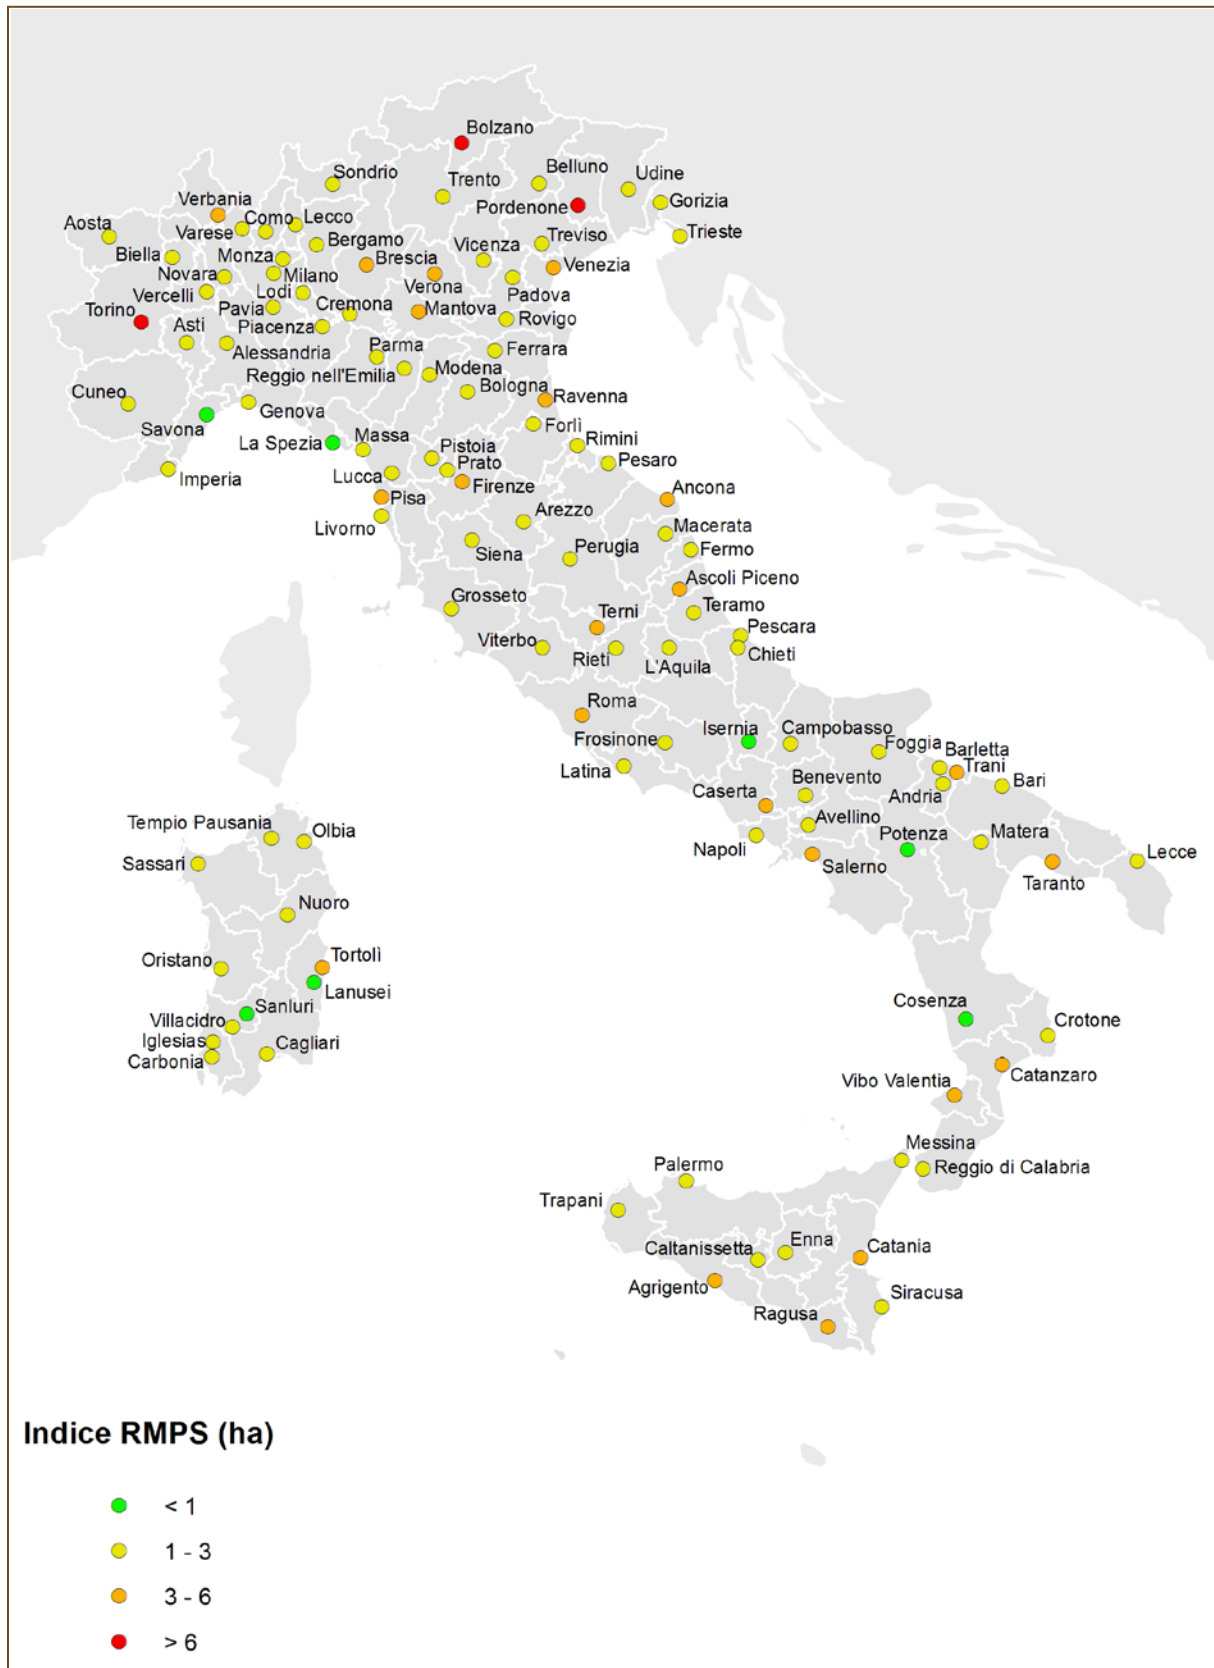 Bolzano
Sondrio
Trento
Belluno
Udine
Verbania
Pordenone
Gorizia
Aosta
Varese
Como
Lecco
Bergamo
Vicenza
Treviso
Trieste
Biella
Monza
Brescia
Venezia
Novara
Milano
Verona
Padova
Vercelli
Lodi
Cremona
Mantova
Torino
Pavia
Piacenza
Rovigo
Asti
Alessandria
Parma
Ferrara
Reggio nell'Emilia
Modena
Bologna
Cuneo
Genova
Ravenna
Savona
La Spezia
Massa
Forlì
Pistoia
Rimini
Imperia
Lucca
Prato
Pesaro
Firenze
Pisa
Ancona
Livorno
Arezzo
Macerata
Siena
Perugia
Fermo
Ascoli Piceno
Grosseto
Terni
Teramo
Viterbo
Rieti
L'Aquila
Pescara
Chieti
Roma
Isernia
Campobasso
Frosinone
Foggia
Barletta
Latina
Trani
Benevento
Andria
Bari
Caserta
Avellino
Tempio Pausania
Olbia
Napoli
Potenza
Matera
Sassari
Salerno
Lecce
Taranto
Nuoro
Oristano
Tortolì
Lanusei
Sanluri
Cosenza
Villacidro
Crotone
Iglesias
Cagliari
Carbonia
Catanzaro
Vibo Valentia
Messina
Palermo
Reggio di Calabria
Trapani
Enna
Caltanissetta
Catania
Agrigento
Siracusa
Ragusa
Indice RMPS (ha)
< 1
1 - 3
3 - 6
> 6